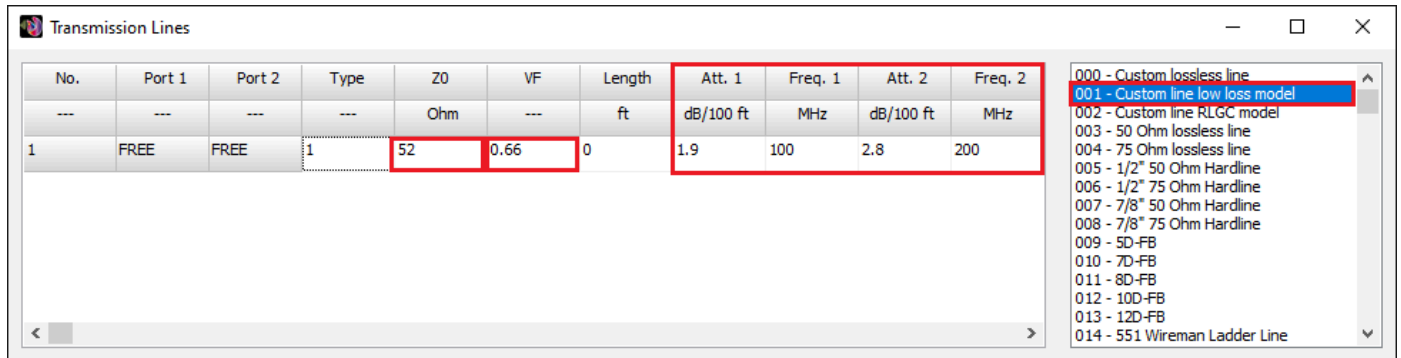 Transmission Lines
No. Port 1 Port 2 Type Z0 VF Length Att. 1 Freq. 1 Att. 2 Freq. 2
--- --- --- --- Ohm --- ft dB/100 ft MHz dB/100 ft MHz
1 FREE FREE 1 52 0.66 0 1.9 100 2.8 200
000 - Custom lossless line
001 - Custom line low loss model
002 - Custom line RLGC model
003 - 50 Ohm lossless line
004 - 75 Ohm lossless line
005 - 1/2" 50 Ohm Hardline
006 - 1/2" 75 Ohm Hardline
007 - 7/8" 50 Ohm Hardline
008 - 7/8" 75 Ohm Hardline
009 - 5D-FB
010 - 7D-FB
011 - 8D-FB
012 - 10D-FB
013 - 12D-FB
014 - 551 Wireman Ladder Line